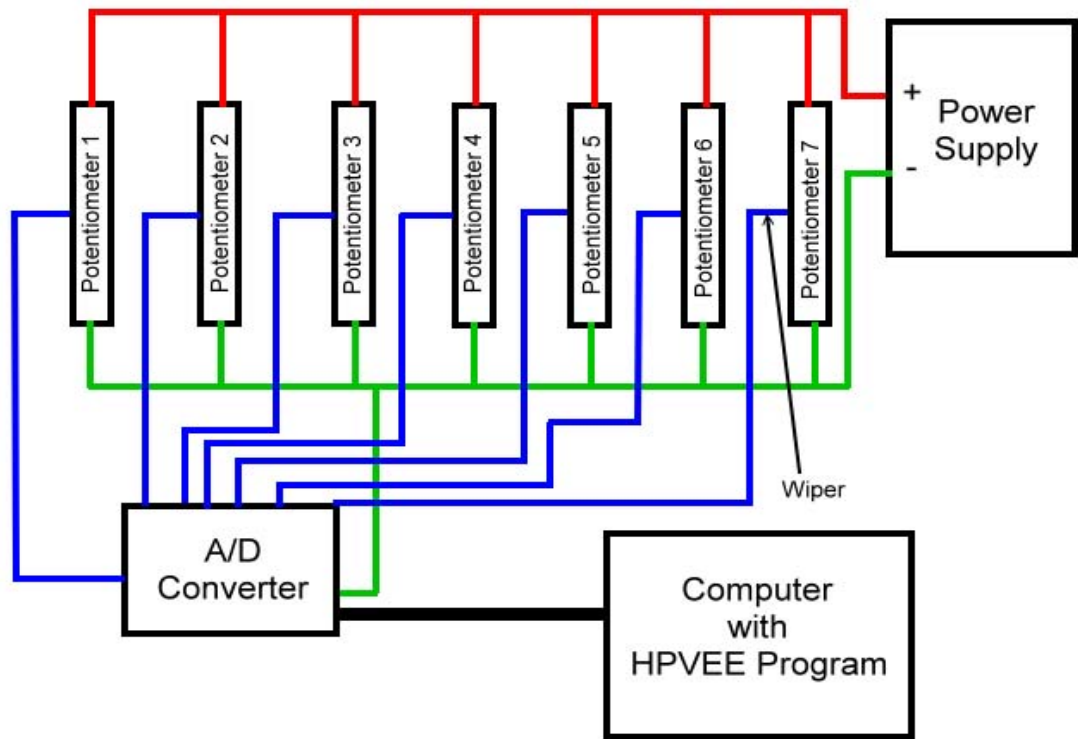 Potentiometer 1
Potentiometer 2
Potentiometer 3
Potentiometer 4
Potentiometer 5
Potentiometer 6
Potentiometer 7
+
Power
Supply
-
Wiper
A/D
Converter
Computer
with
HPVEE Program